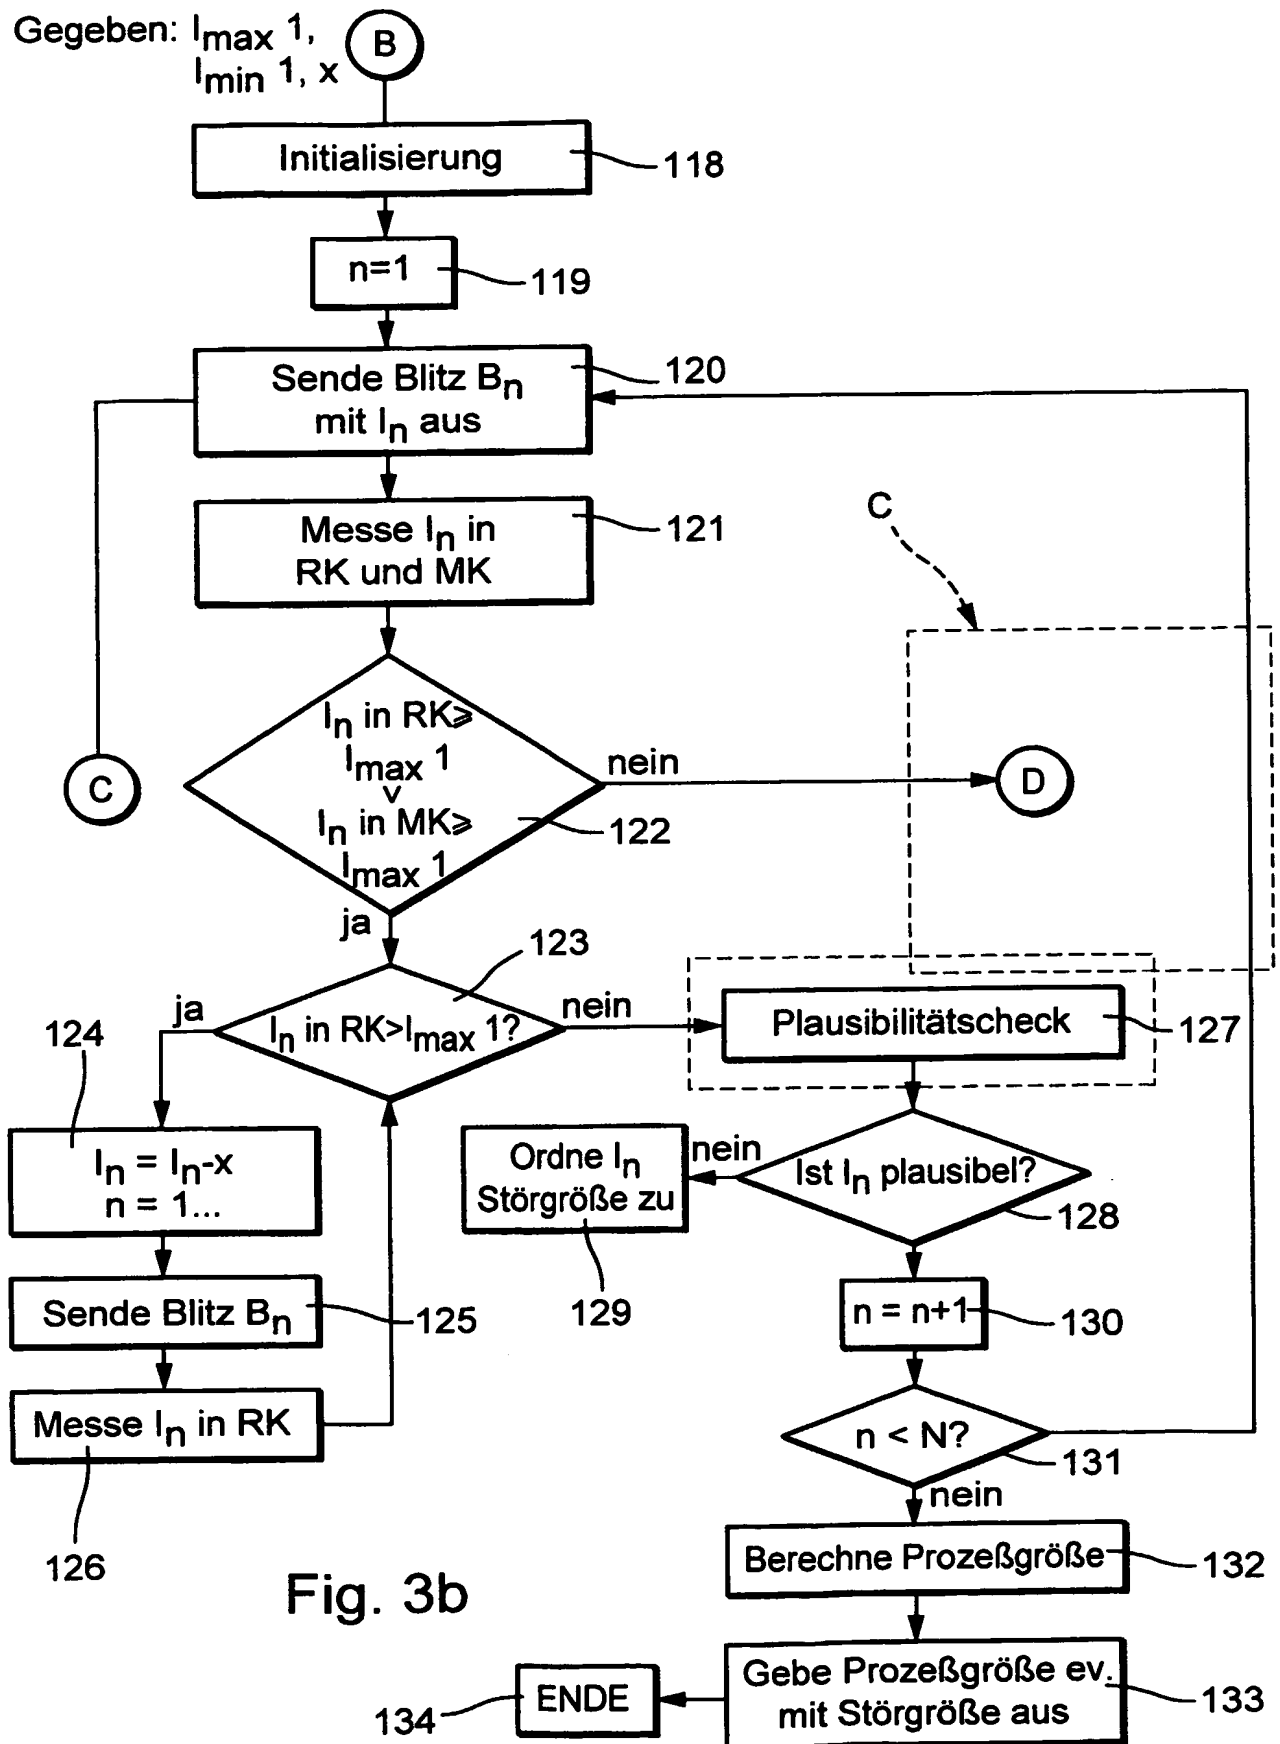 Gegeben: Imax 1,
Imin 1, x
B
Initialisierung
118
n=1
119
Sende Blitz Bn
mit In aus
120
Messe In in
RK und MK
121
C
In in RK⩾
Imax 1
v
In in MK⩾
Imax 1
122
nein
D
C
ja
123
In in RK>Imax 1?
ja
nein
Plausibilitätscheck
127
124
In = In-x
n = 1...
Ordne In
Störgröße zu
129
nein
Ist In plausibel?
128
Sende Blitz Bn
125
n = n+1
130
Messe In in RK
126
n < N?
131
nein
Berechne Prozeßgröße
132
Fig. 3b
Gebe Prozeßgröße ev.
mit Störgröße aus
133
ENDE
134